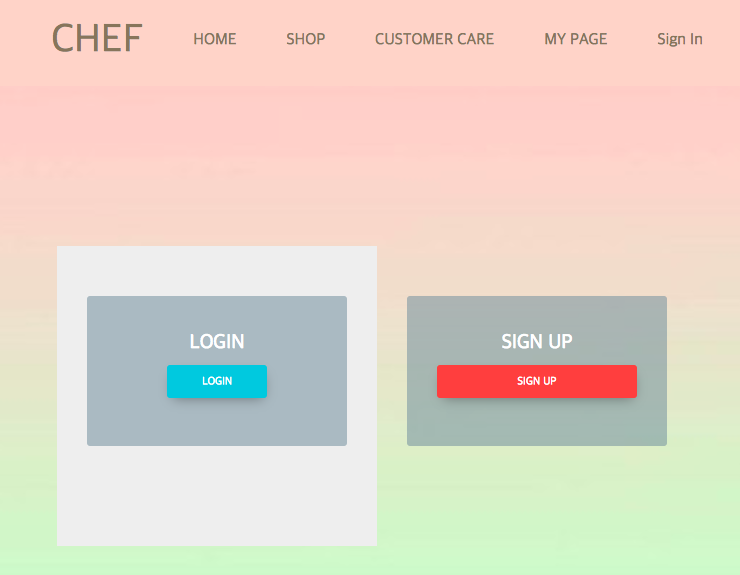 CHEF HOME SHOP CUSTOMER CARE MY PAGE Sign In
LOGIN
LOGIN
SIGN UP
SIGN UP